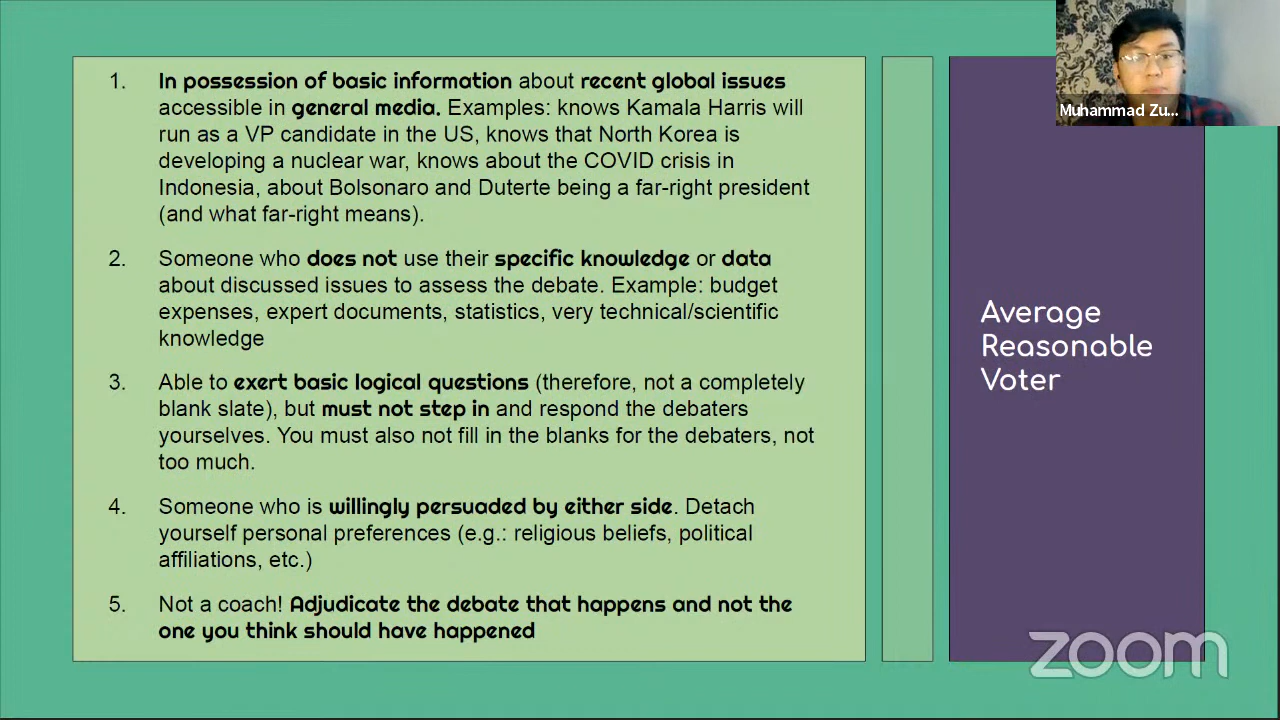 1. In possession of basic information about recent global issues
accessible in general media. Examples: knows Kamala Harris will
run as a VP candidate in the US, knows that North Korea is
developing a nuclear war, knows about the COVID crisis in
Indonesia, about Bolsonaro and Duterte being a far-right president
(and what far-right means).
2. Someone who does not use their specific knowledge or data
about discussed issues to assess the debate. Example: budget
expenses, expert documents, statistics, very technical/scientific
knowledge
3. Able to exert basic logical questions (therefore, not a completely
blank slate), but must not step in and respond the debaters
yourselves. You must also not fill in the blanks for the debaters, not
too much.
4. Someone who is willingly persuaded by either side. Detach
yourself personal preferences (e.g.: religious beliefs, political
affiliations, etc.)
5. Not a coach! Adjudicate the debate that happens and not the
one you think should have happened
Average
Reasonable
Voter
Muhammad Zu...
zoom